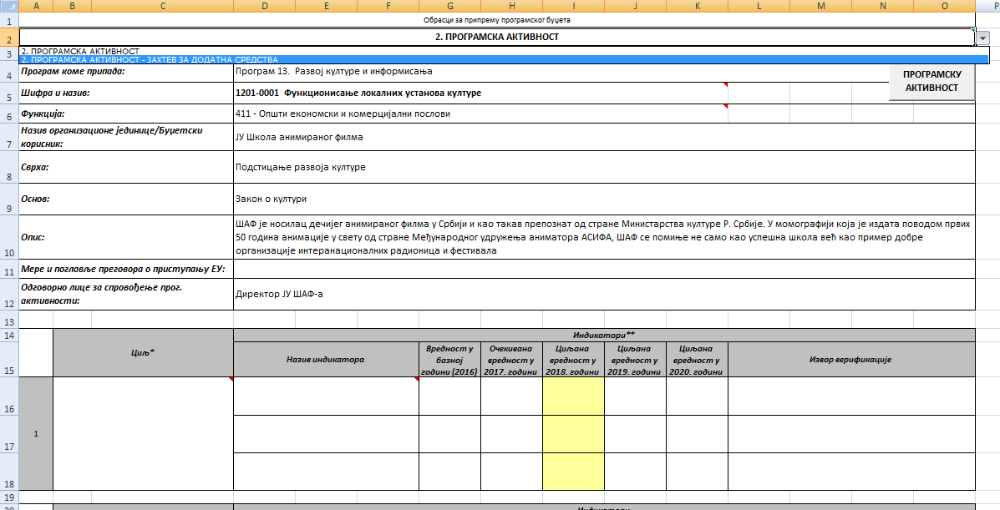 A B C D E F G H I J K L M N O P
1 Обрасци за припрему програмског буџета
2 2. ПРОГРАМСКА АКТИВНОСТ
3 2. ПРОГРАМСКА АКТИВНОСТ
2. ПРОГРАМСКА АКТИВНОСТ - ЗАХТЕВ ЗА ДОДАТНА СРЕДСТВА
4 Програм коме припада: Програм 13. Развој културе и информисања
ПРОГРАМСКУ
АКТИВНОСТ
5 Шифра и назив: 1201-0001 Функционисање локалних установа културе
6 Функција: 411 - Општи економски и комерцијални послови
Назив организационе јединице/Буџетски
7 корисник: ЈУ Школа анимираног филма
8 Сврха: Подстицање развоја културе
9 Основ: Закон о култури
ШАФ је носилац дечијег анимираног филма у Србији и као такав препознат од стране Министарства културе Р. Србије. У момографији која је издата поводом првих
10 Опис: 50 година анимације у свету од стране Међународног удружења аниматора АСИФА, ШАФ се помиње не само као успешна школа већ као пример добре
организације интеранационалних радионица и фестивала
11 Мере и поглавље преговора о приступању ЕУ:
Одговорно лице за спровођење прог.
12 активности: Директор ЈУ ШАФ-а
13
14 Циљ* Индикатори**
15 Назив индикатора
Вредност у
базној
години (2016)
Очекивана
вредност у
2017. години
Циљана
вредност у
2018. години
Циљана
вредност у
2019. години
Циљана
вредност у
2020. години
Извор верификације
16
17 1
18
19